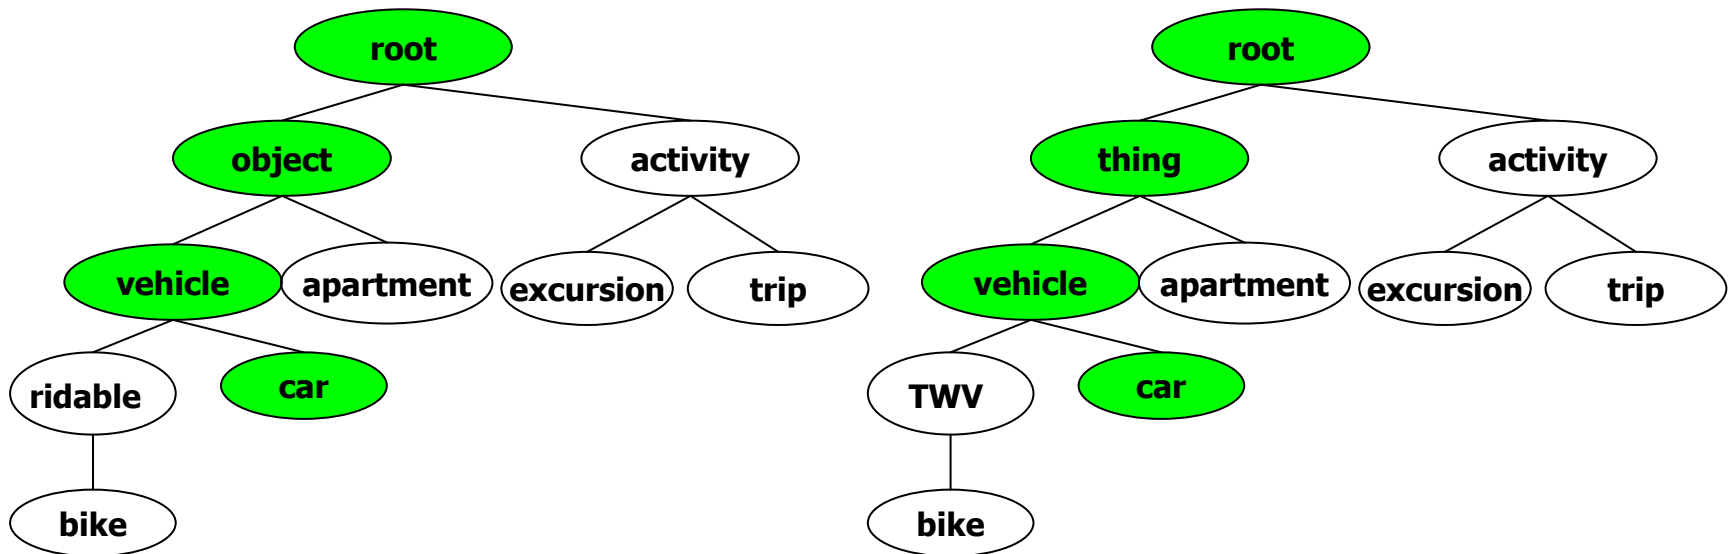 root
object
activity
vehicle
apartment
excursion
trip
ridable
car
bike
root
thing
activity
vehicle
apartment
excursion
trip
TWV
car
bike